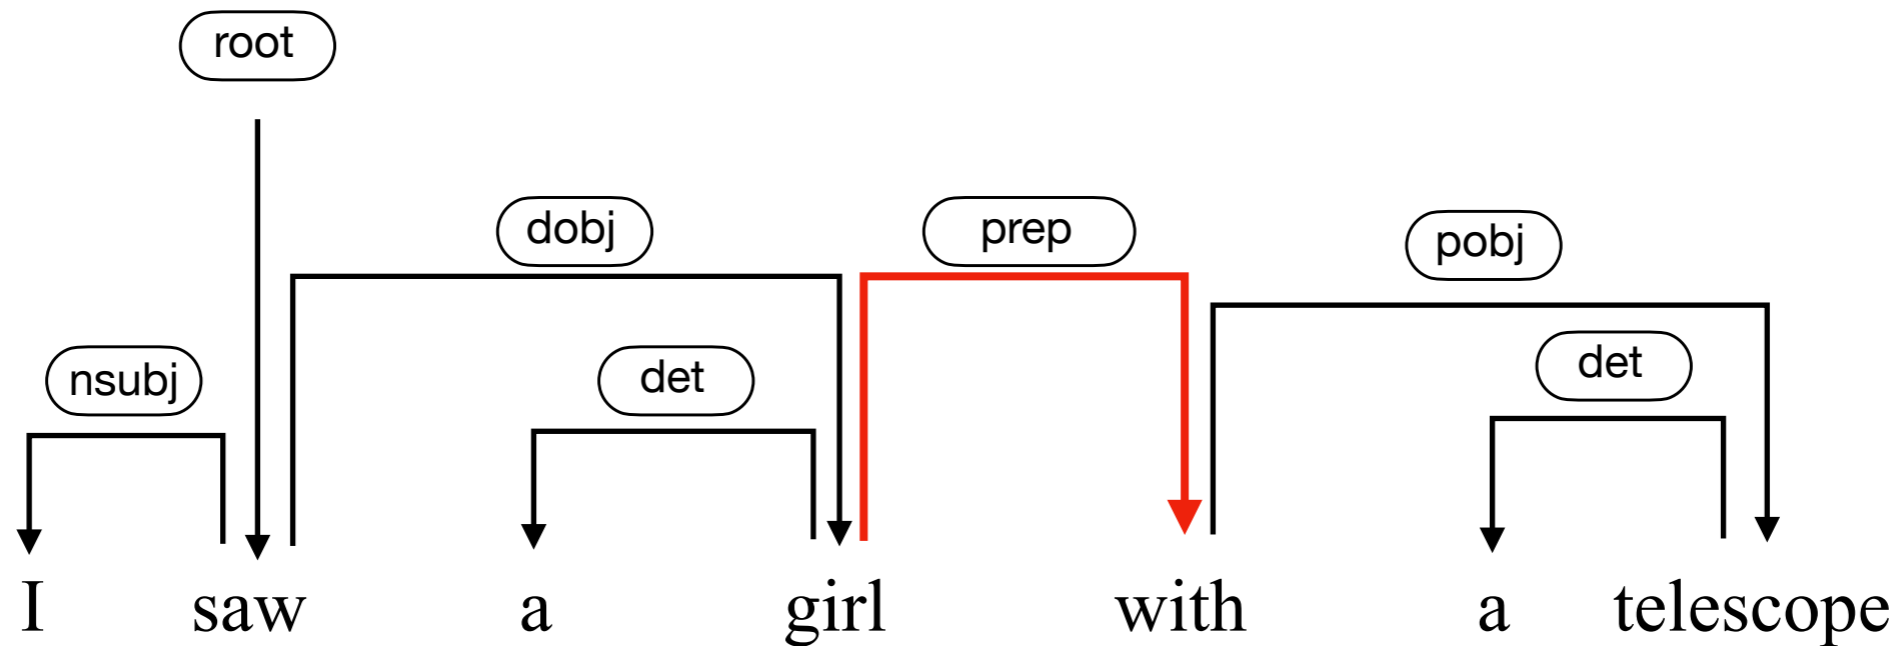 root
dobj prep pobj
nsubj det det
I saw a girl with a telescope